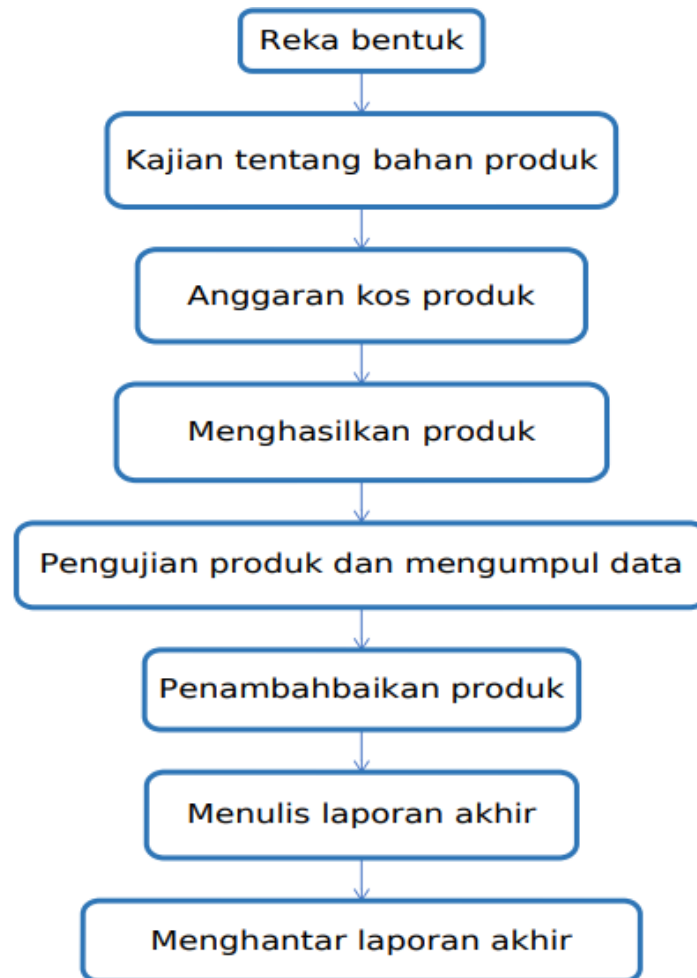 Reka bentuk
Kajian tentang bahan produk
Anggaran kos produk
Menghasilkan produk
Pengujian produk dan mengumpul data
Penambahbaikan produk
Menulis laporan akhir
Menghantar laporan akhir